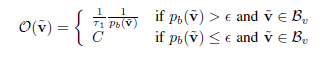 O(ṽ) = { 1/τ₁ 1/p_b(ṽ) if p_b(ṽ) > ϵ and ṽ ∈ B_v
C if p_b(ṽ) ≤ ϵ and ṽ ∈ B_v